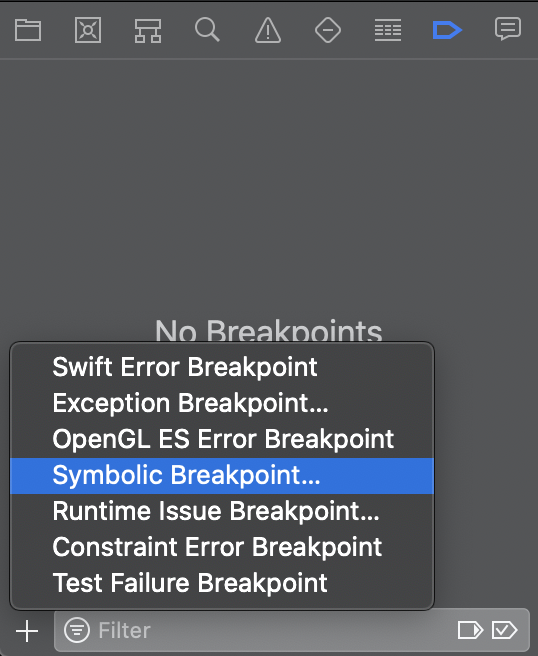 No Breakpoints
Swift Error Breakpoint
Exception Breakpoint...
OpenGL ES Error Breakpoint
Symbolic Breakpoint...
Runtime Issue Breakpoint...
Constraint Error Breakpoint
Test Failure Breakpoint
Filter